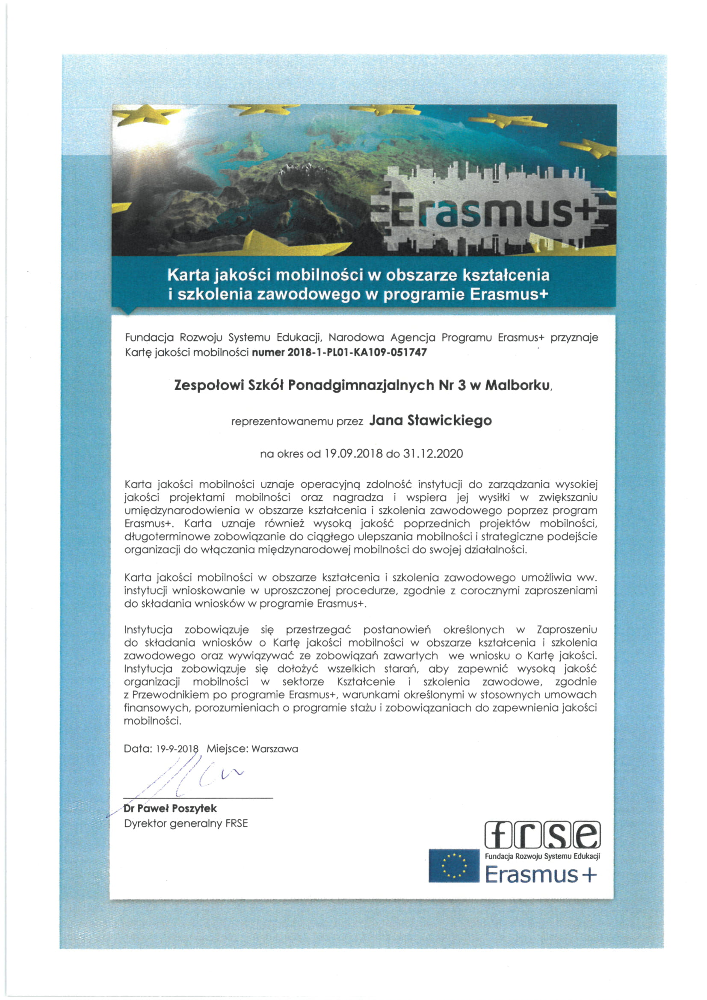 Erasmus+
Karta jakości mobilności w obszarze kształcenia
i szkolenia zawodowego w programie Erasmus+
Fundacja Rozwoju Systemu Edukacji, Narodowa Agencja Programu Erasmus+ przyznaje
Kartę jakości mobilności numer 2018-1-PL01-KA109-051747
Zespołowi Szkół Ponadgimnazjalnych Nr 3 w Malborku,
reprezentowanemu przez Jana Stawickiego
na okres od 19.09.2018 do 31.12.2020
Karta jakości mobilności uznaje operacyjną zdolność instytucji do zarządzania wysokiej
jakości projektami mobilności oraz nagradza i wspiera jej wysiłki w zwiększaniu
umiędzynarodowienia w obszarze kształcenia i szkolenia zawodowego poprzez program
Erasmus+. Karta uznaje również wysoką jakość poprzednich projektów mobilności,
długoterminowe zobowiązanie do ciągłego ulepszania mobilności i strategiczne podejście
organizacji do włączania międzynarodowej mobilności do swojej działalności.
Karta jakości mobilności w obszarze kształcenia i szkolenia zawodowego umożliwia ww.
instytucji wnioskowanie w uproszczonej procedurze, zgodnie z corocznymi zaproszeniami
do składania wniosków w programie Erasmus+.
Instytucja zobowiązuje się przestrzegać postanowień określonych w Zaproszeniu
do składania wniosków o Kartę jakości mobilności w obszarze kształcenia i szkolenia
zawodowego oraz wywiązywać ze zobowiązań zawartych we wniosku o Kartę jakości.
Instytucja zobowiązuje się dołożyć wszelkich starań, aby zapewnić wysoką jakość
organizacji mobilności w sektorze Kształcenie i szkolenia zawodowe, zgodnie
z Przewodnikiem po programie Erasmus+, warunkami określonymi w stosownych umowach
finansowych, porozumieniach o programie stażu i zobowiązaniach do zapewnienia jakości
mobilności.
Data: 19-9-2018 Miejsce: Warszawa
Dr Paweł Poszytek
Dyrektor generalny FRSE
frse
Fundacja Rozwoju Systemu Edukacji
Erasmus+